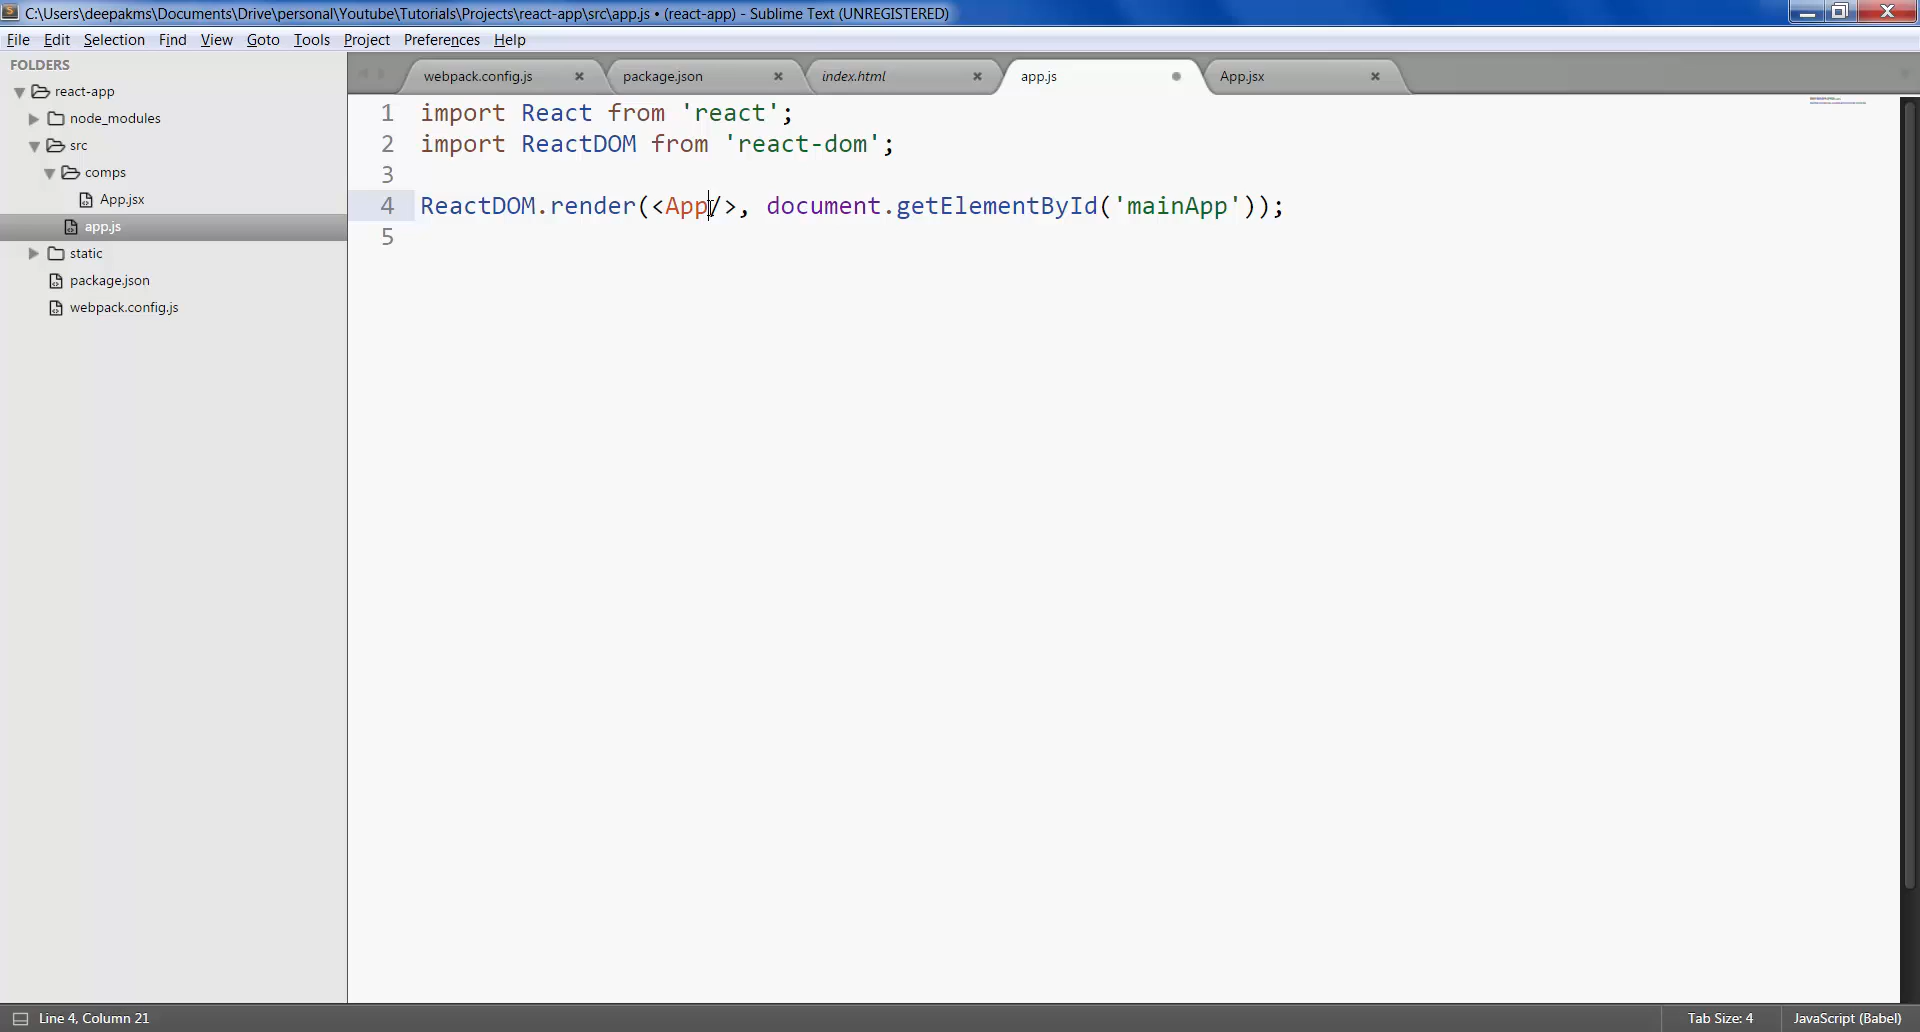 C:\Users\deepakms\Documents\Drive\personal\Youtube\Tutorials\Projects\react-app\src\app.js • (react-app) - Sublime Text (UNREGISTERED)
File Edit Selection Find View Goto Tools Project Preferences Help
FOLDERS
react-app
node_modules
src
comps
App.jsx
app.js
static
package.json
webpack.config.js
webpack.config.js package.json index.html app.js App.jsx
1 import React from 'react';
2 import ReactDOM from 'react-dom';
3
4 ReactDOM.render(<App/>, document.getElementById('mainApp'));
5
Line 4, Column 21 Tab Size: 4 JavaScript (Babel)